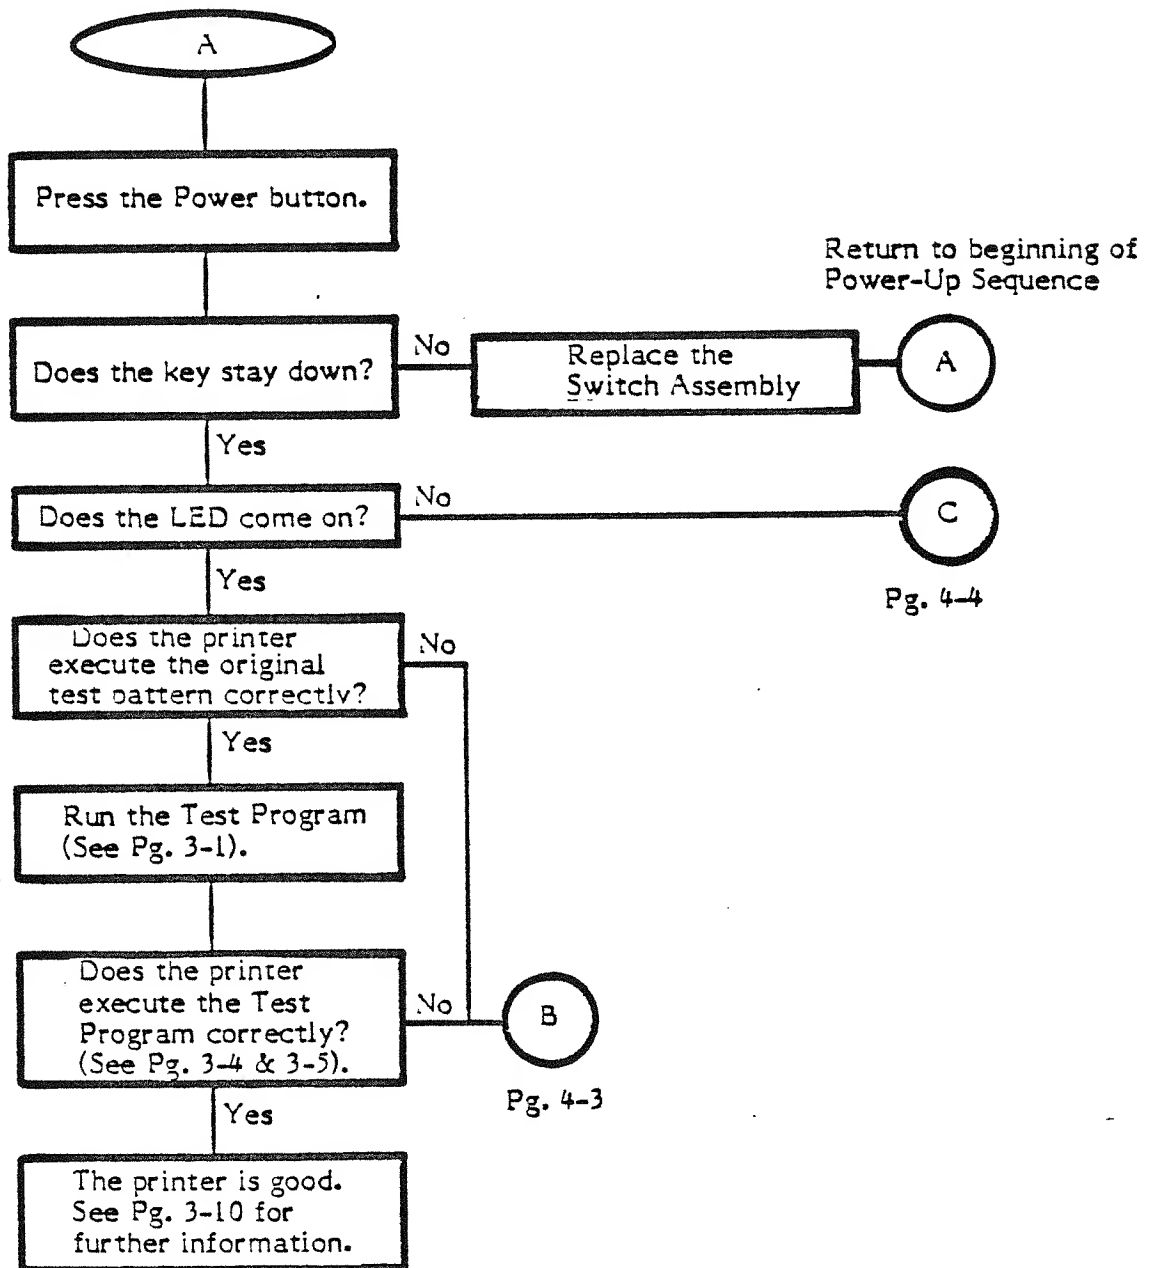 A
Press the Power button.
Return to beginning of
Power-Up Sequence
Does the key stay down?
No
Replace the
Switch Assembly
A
Yes
Does the LED come on?
No
C
Yes
Pg. 4-4
Does the printer
execute the original
test pattern correctly?
No
Yes
Run the Test Program
(See Pg. 3-1).
Does the printer
execute the Test
Program correctly?
(See Pg. 3-4 & 3-5).
No
B
Pg. 4-3
Yes
The printer is good.
See Pg. 3-10 for
further information.